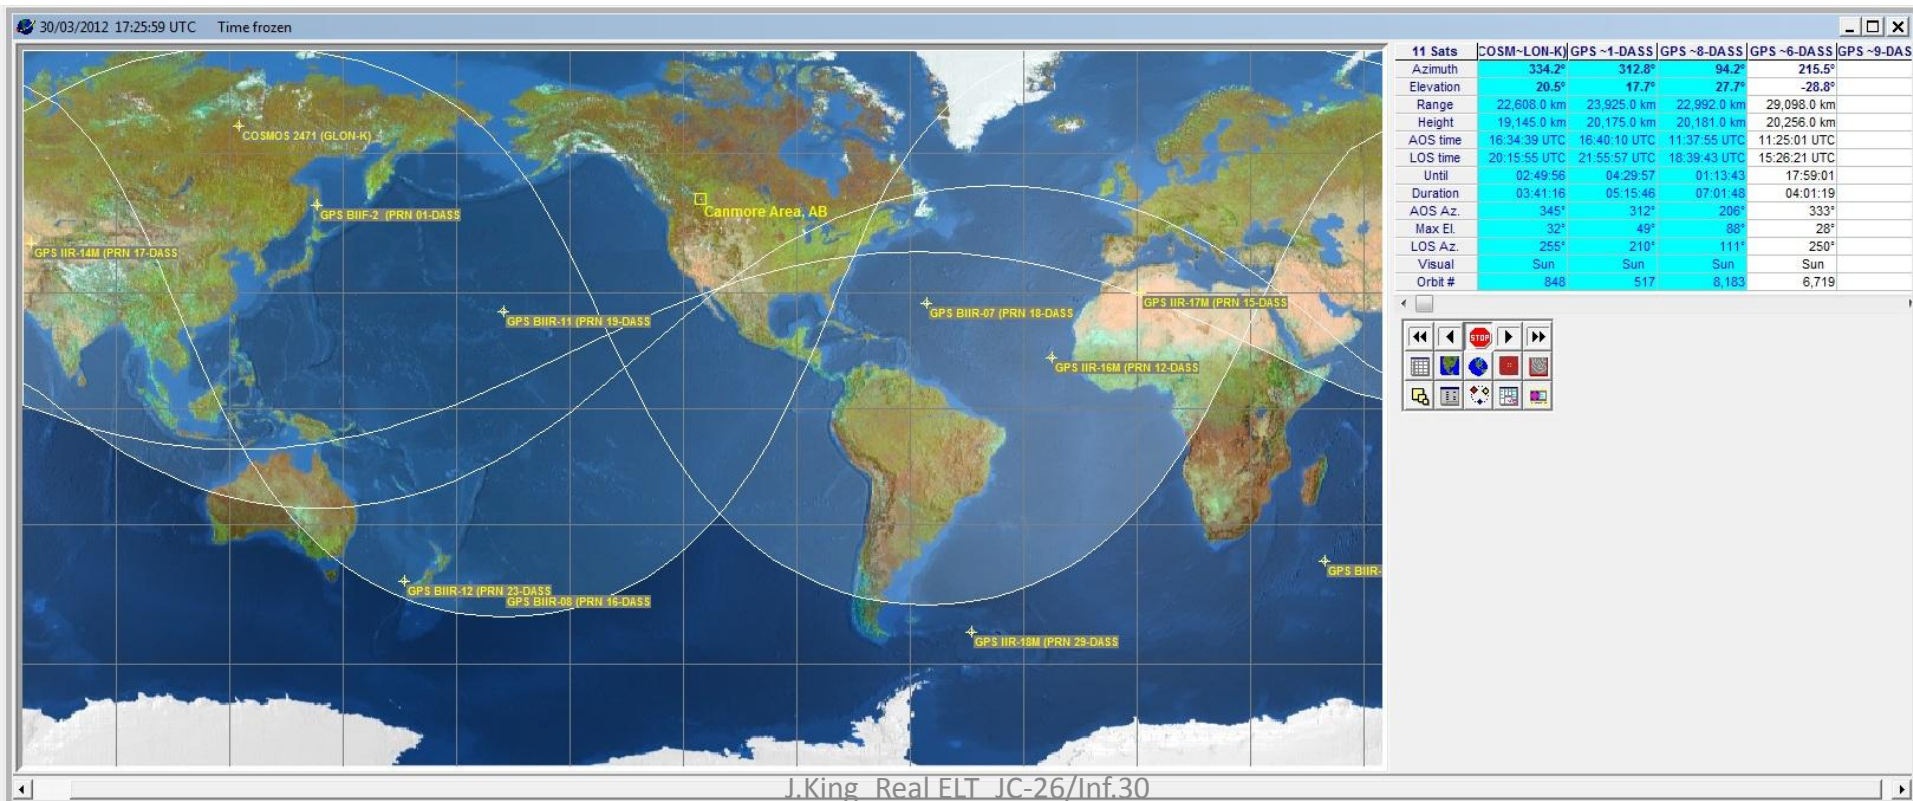 30/03/2012 17:25:59 UTC Time frozen
COSMOS 2471 (GLON-K)
GPS BIIF-2 (PRN 01-DASS
Canmore Area, AB
GPS IIR-14M (PRN 17-DASS
GPS IIR-17M (PRN 15-DASS
GPS BIIR-11 (PRN 19-DASS
GPS BIIR-07 (PRN 18-DASS
GPS IIR-16M (PRN 12-DASS
GPS BIIR-
GPS BIIR-12 (PRN 23-DASS
GPS BIIR-08 (PRN 16-DASS
GPS IIR-18M (PRN 29-DASS
11 Sats COSM~LON-K) GPS ~1-DASS GPS ~8-DASS GPS ~6-DASS GPS ~9-DAS
Azimuth 334.2° 312.8° 94.2° 215.5°
Elevation 20.5° 17.7° 27.7° -28.8°
Range 22,608.0 km 23,925.0 km 22,992.0 km 29,098.0 km
Height 19,145.0 km 20,175.0 km 20,181.0 km 20,256.0 km
AOS time 16:34:39 UTC 16:40:10 UTC 11:37:55 UTC 11:25:01 UTC
LOS time 20:15:55 UTC 21:55:57 UTC 18:39:43 UTC 15:26:21 UTC
Until 02:49:56 04:29:57 01:13:43 17:59:01
Duration 03:41:16 05:15:46 07:01:48 04:01:19
AOS Az. 345° 312° 206° 333°
Max El. 32° 49° 88° 28°
LOS Az. 255° 210° 111° 250°
Visual Sun Sun Sun Sun
Orbit # 848 517 8,183 6,719
STOP
J.King Real ELT JC-26/Inf.30